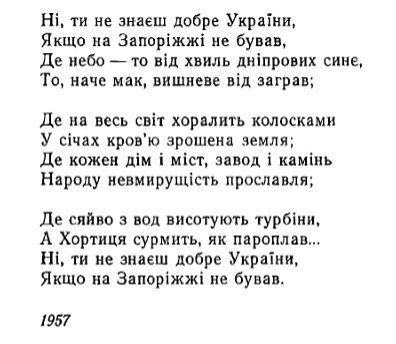 Ні, ти не знаєш добре України,
Якщо на Запоріжжі не бував,
Де небо — то від хвиль дніпрових синє,
То, наче мак, вишневе від заграв;
Де на весь світ хоралить колосками
У січах кров’ю зрошена земля;
Де кожен дім і міст, завод і камінь
Народу невмирущість прославля;
Де сяйво з вод висотують турбіни,
А Хортиця сурмить, як пароплав...
Ні, ти не знаєш добре України,
Якщо на Запоріжжі не бував.
1957